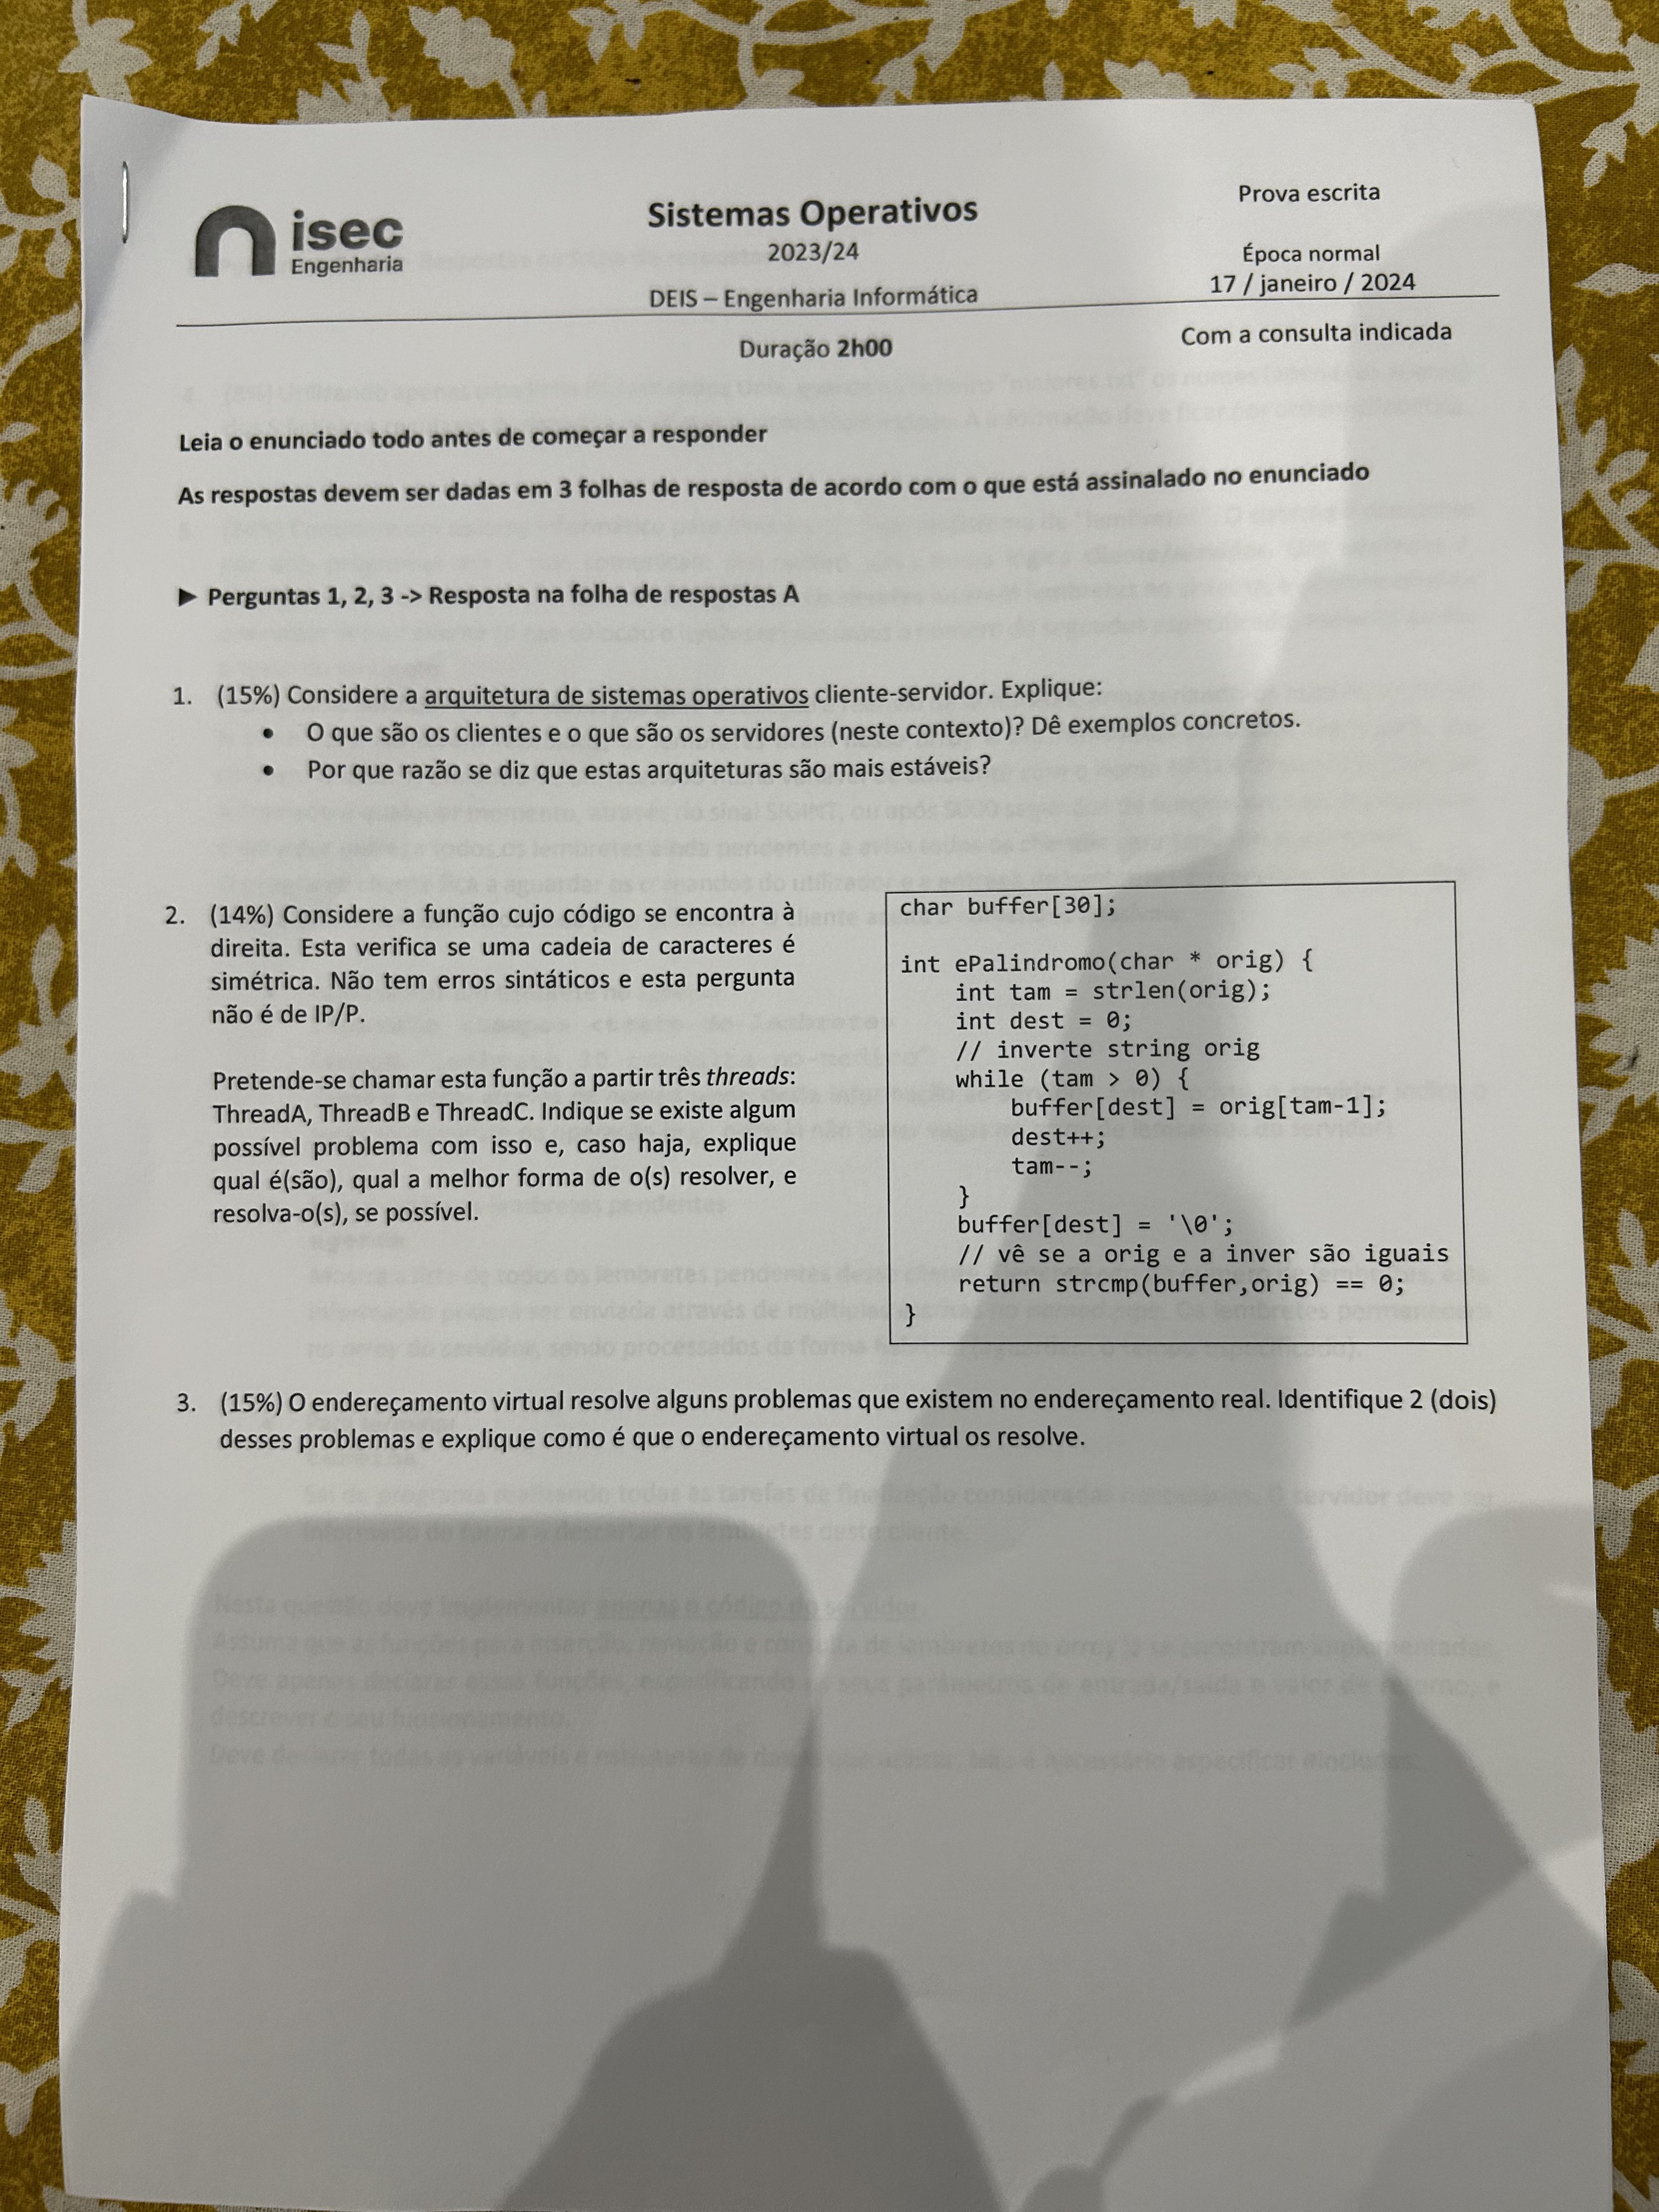 isec
Engenharia
Sistemas Operativos
2023/24
DEIS – Engenharia Informática
Prova escrita
Época normal
17 / janeiro / 2024
Duração 2h00
Com a consulta indicada
Leia o enunciado todo antes de começar a responder
As respostas devem ser dadas em 3 folhas de resposta de acordo com o que está assinalado no enunciado
► Perguntas 1, 2, 3 -> Resposta na folha de respostas A
1. (15%) Considere a arquitetura de sistemas operativos cliente-servidor. Explique:
• O que são os clientes e o que são os servidores (neste contexto)? Dê exemplos concretos.
• Por que razão se diz que estas arquiteturas são mais estáveis?
2. (14%) Considere a função cujo código se encontra à
direita. Esta verifica se uma cadeia de caracteres é
simétrica. Não tem erros sintáticos e esta pergunta
não é de IP/P.
Pretende-se chamar esta função a partir três threads:
ThreadA, ThreadB e ThreadC. Indique se existe algum
possível problema com isso e, caso haja, explique
qual é(são), qual a melhor forma de o(s) resolver, e
resolva-o(s), se possível.
char buffer[30];
int ePalindromo(char * orig) {
int tam = strlen(orig);
int dest = 0;
// inverte string orig
while (tam > 0) {
buffer[dest] = orig[tam-1];
dest++;
tam--;
}
buffer[dest] = '\0';
// vê se a orig e a inver são iguais
return strcmp(buffer,orig) == 0;
}
3. (15%) O endereçamento virtual resolve alguns problemas que existem no endereçamento real. Identifique 2 (dois)
desses problemas e explique como é que o endereçamento virtual os resolve.